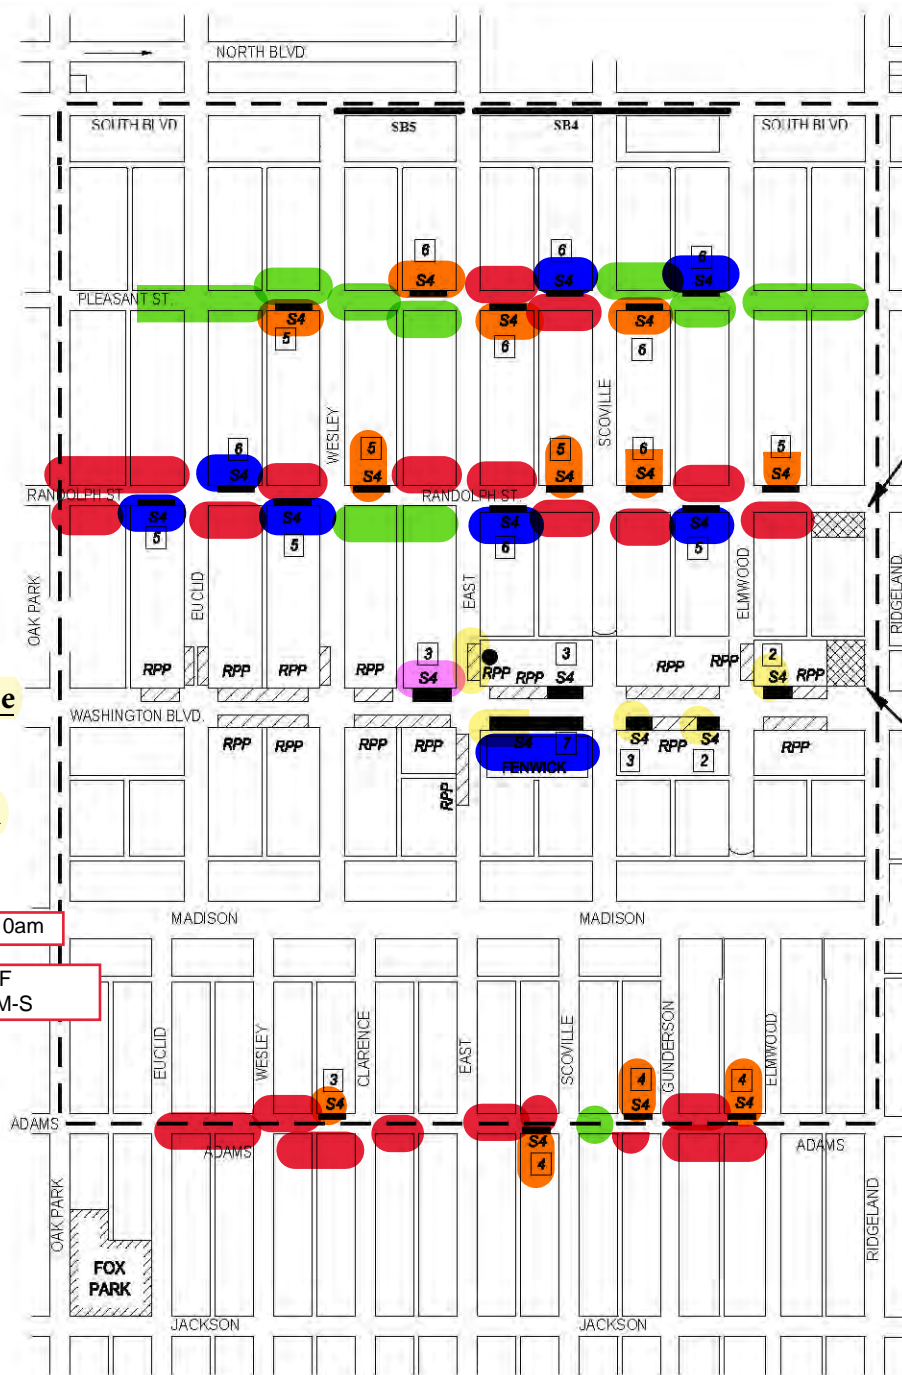 NORTH BLVD
SOUTH BLVD SB5 SB4 SOUTH BLVD
6 6 6
S4 S4 S4
PLEASANT ST.
S4 S4 S4
5 6 6
WESLEY
SCOVILLE
6 5 5 6 5
S4 S4 S4 S4 S4
RANDOLPH ST RANDOLPH ST.
S4 S4 S4 S4
5 5 6 5
OAK PARK
EUCLID
EAST
ELMWOOD
RIDGELAND
3 3 2
RPP RPP RPP RPP S4 RPP RPP S4 RPP RPP S4 RPP
e
WASHINGTON BLVD.
RPP RPP RPP RPP S4 7 S4 RPP S4 RPP
FENWICK 3 2
RPP
MADISON MADISON
0am
F
M-S
EUCLID
WESLEY
CLARENCE
EAST
SCOVILLE
GUNDERSON
ELMWOOD
3 4 4
S4 S4 S4
ADAMS
ADAMS S4 ADAMS
4
OAK PARK
RIDGELAND
FOX
PARK
JACKSON JACKSON